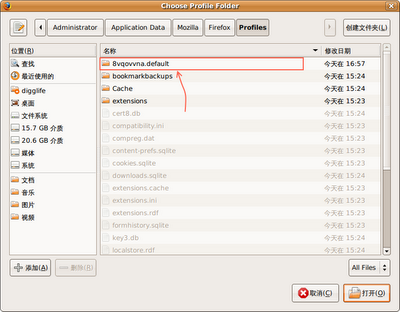 Choose Profile Folder
Administrator Application Data Mozilla Firefox Profiles 创建文件夹(F)
位置(R)
查找
最近使用的
digglife
桌面
文件系统
15.7 GB 介质
20.6 GB 介质
媒体
系统
文档
音乐
图片
视频
名称 修改日期
8vqovvna.default 今天在 16:57
bookmarkbackups 今天在 15:24
Cache 今天在 15:24
extensions 今天在 15:23
cert8.db 今天在 15:24
compatibility.ini 今天在 15:23
compreg.dat 今天在 15:23
content-prefs.sqlite 今天在 15:24
cookies.sqlite 今天在 15:24
downloads.sqlite 今天在 15:24
extensions.cache 今天在 15:23
extensions.ini 今天在 15:23
extensions.rdf 今天在 15:23
formhistory.sqlite 今天在 15:23
key3.db 今天在 15:24
localstore.rdf 今天在 15:24
添加(A) 删除(R) All Files
取消(C) 打开(O)